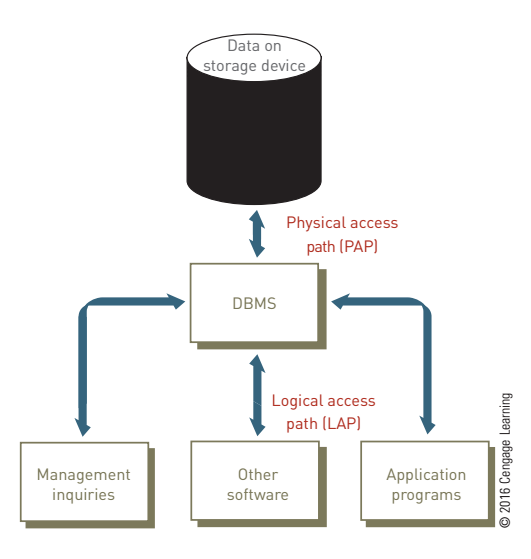 Data on
storage device
Physical access
path (PAP)
DBMS
Logical access
path (LAP)
Management
inquiries
Other
software
Application
programs
© 2016 Cengage Learning